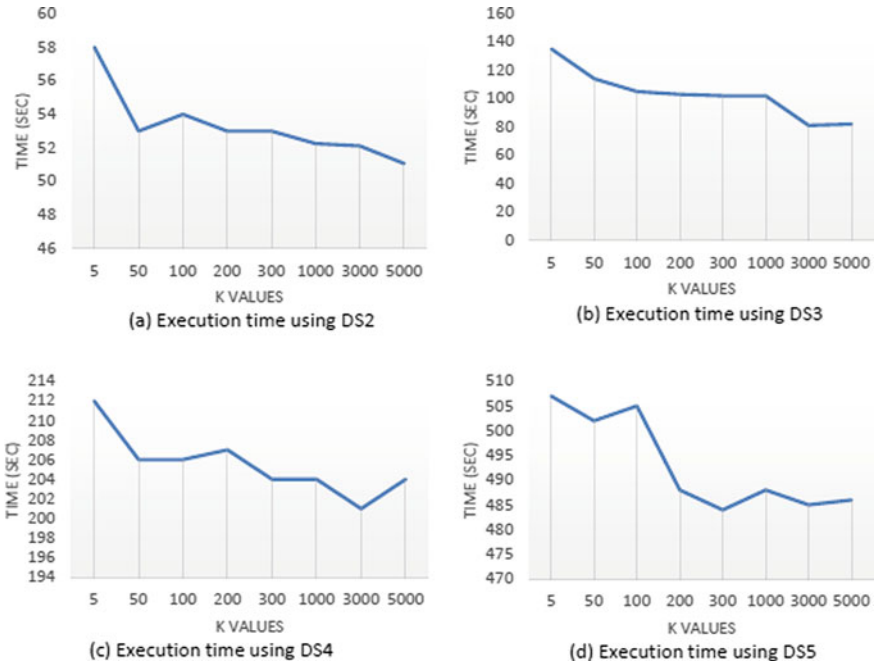 60
58
56
54
52
50
48
46
TIME (SEC)
5 50 100 200 300 1000 3000 5000
K VALUES
(a) Execution time using DS2
160
140
120
100
80
60
40
20
0
TIME (SEC)
5 50 100 200 300 1000 3000 5000
K VALUES
(b) Execution time using DS3
214
212
210
208
206
204
202
200
198
196
194
TIME (SEC)
5 50 100 200 300 1000 3000 5000
K VALUES
(c) Execution time using DS4
510
505
500
495
490
485
480
475
470
TIME (SEC)
5 50 100 200 300 1000 3000 5000
K VALUES
(d) Execution time using DS5